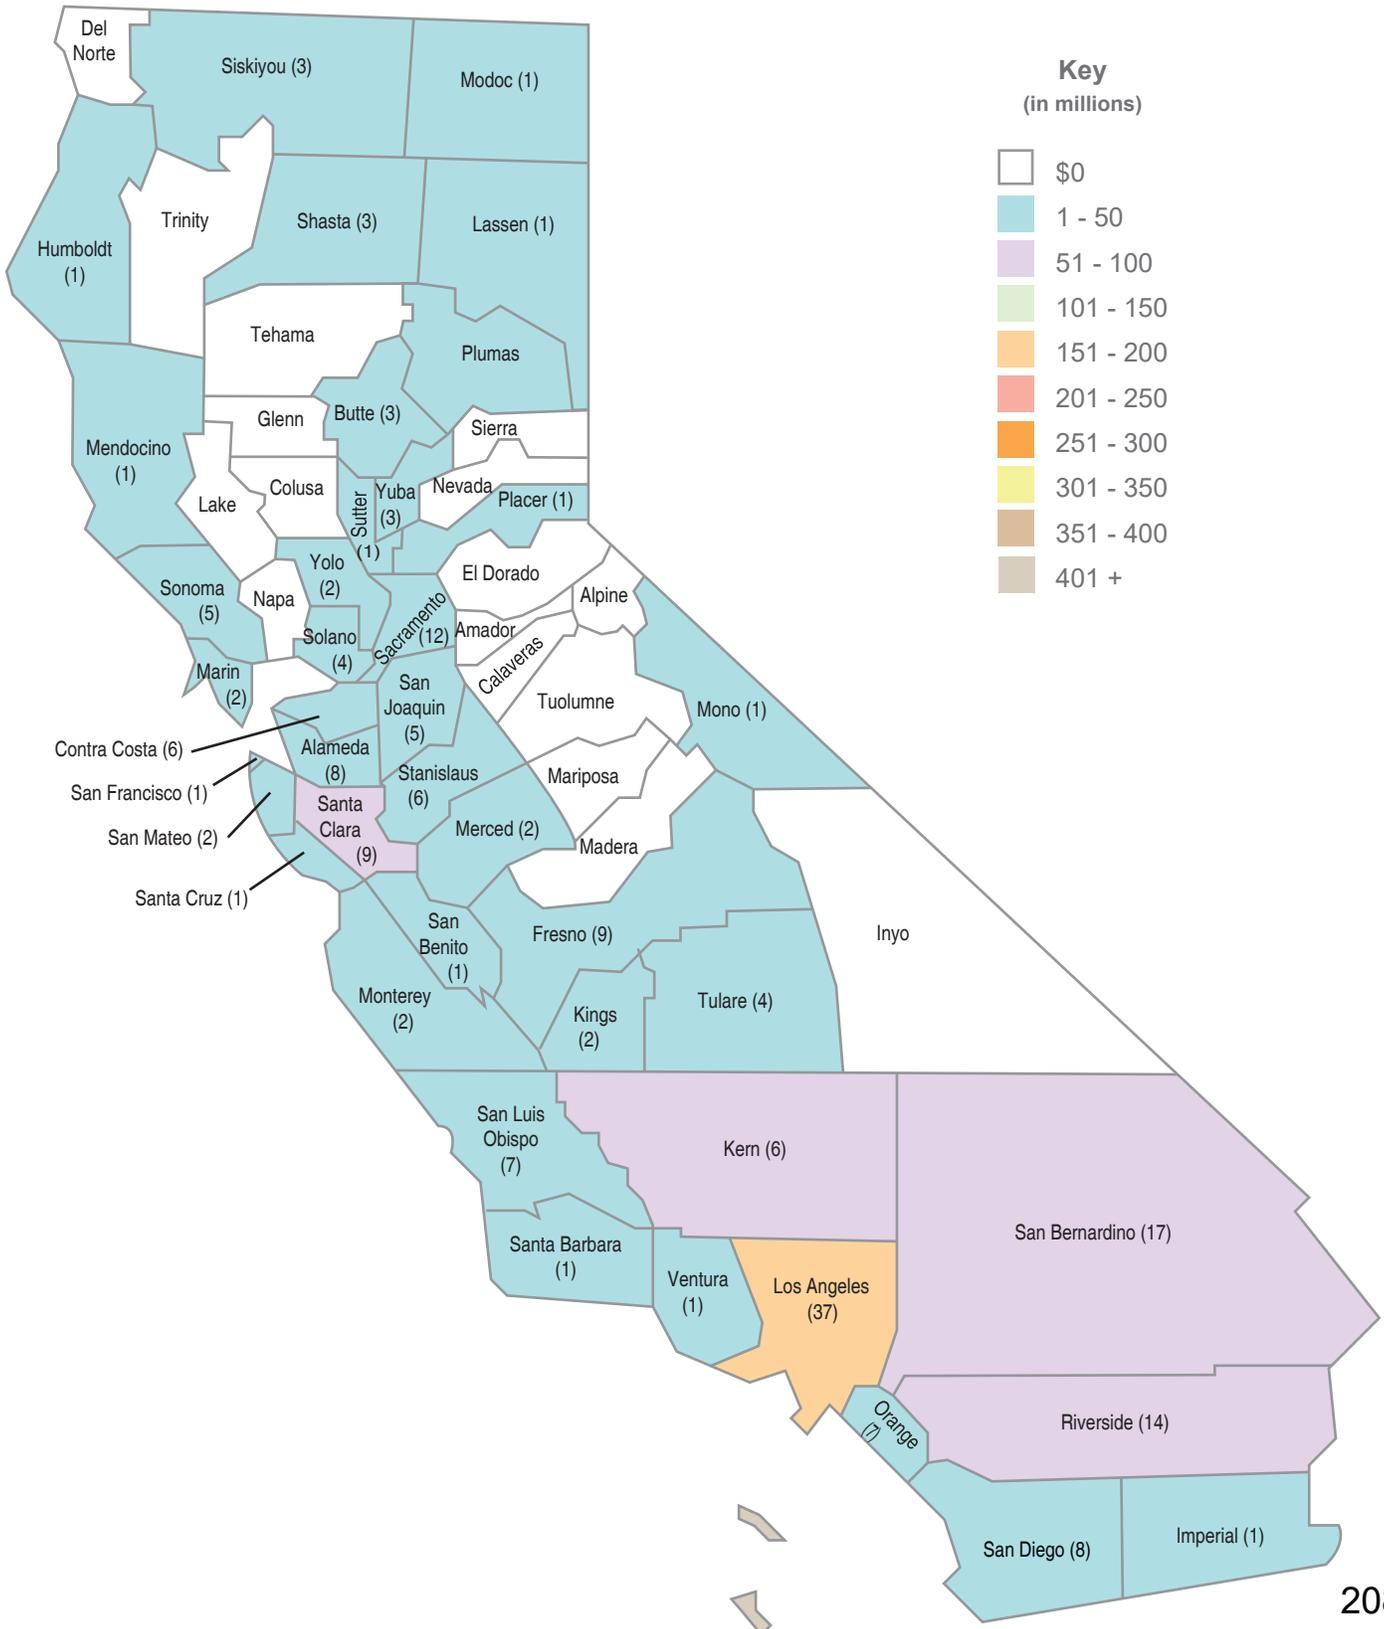 Del
Norte
Siskiyou (3)
Modoc (1)
Key
(in millions)
$0
1 - 50
51 - 100
101 - 150
151 - 200
201 - 250
251 - 300
301 - 350
351 - 400
401 +
Humboldt
(1)
Trinity
Shasta (3)
Lassen (1)
Tehama
Plumas
Mendocino
(1)
Glenn
Butte (3)
Sierra
Lake
Colusa
Sutter
(1)
Yuba
(3)
Nevada
Placer (1)
Sonoma
(5)
Napa
Yolo
(2)
El Dorado
Alpine
Marin
(2)
Solano
(4)
Sacramento
(12)
Amador
Calaveras
Contra Costa (6)
San
Joaquin
(5)
Tuolumne
Mono (1)
Alameda
(8)
San Francisco (1)
Stanislaus
(6)
Mariposa
San Mateo (2)
Santa
Clara
(9)
Merced (2)
Madera
Santa Cruz (1)
San
Benito
(1)
Fresno (9)
Inyo
Monterey
(2)
Kings
(2)
Tulare (4)
San Luis
Obispo
(7)
Kern (6)
San Bernardino (17)
Santa Barbara
(1)
Ventura
(1)
Los Angeles
(37)
Orange
(7)
Riverside (14)
San Diego (8)
Imperial (1)